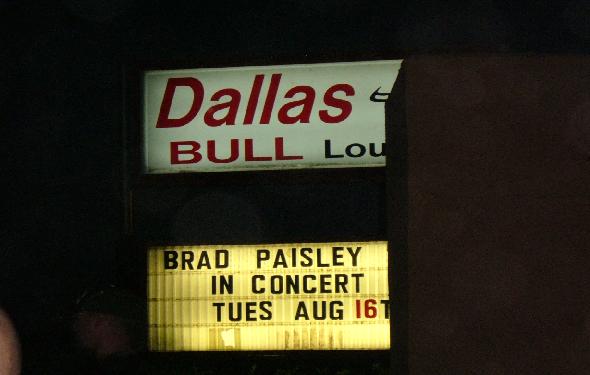 Dallas
BULL Lou
BRAD PAISLEY
IN CONCERT
TUES AUG 16T